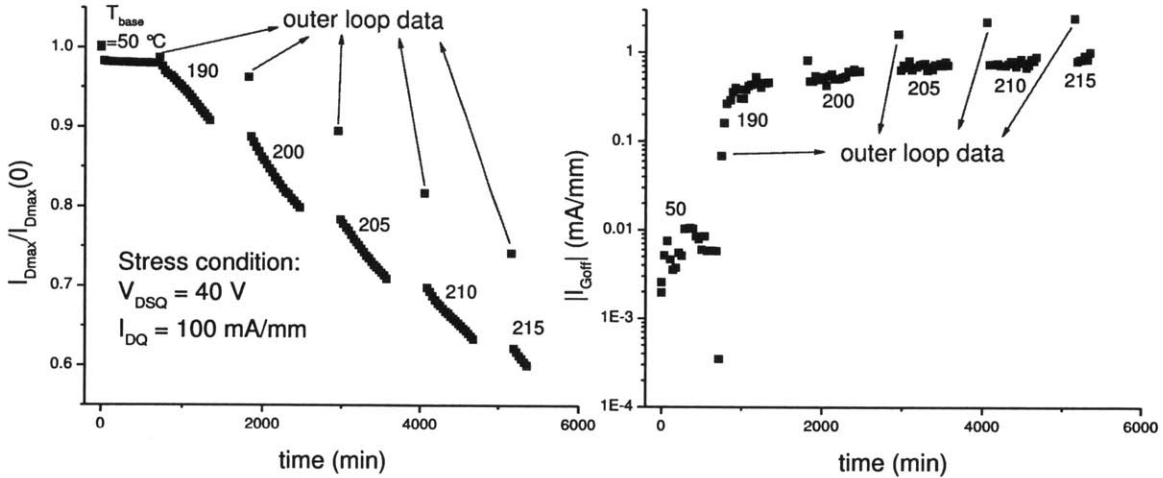 T_base
=50 ℃
outer loop data
190
200
205
210
215
Stress condition:
V_DSQ = 40 V
I_DQ = 100 mA/mm
I_Dmax/I_Dmax(0)
1.0
0.9
0.8
0.7
0.6
0
2000
4000
6000
time (min)
|I_Goff| (mA/mm)
1
0.1
0.01
1E-3
1E-4
50
190
200
205
210
215
outer loop data
0
2000
4000
6000
time (min)